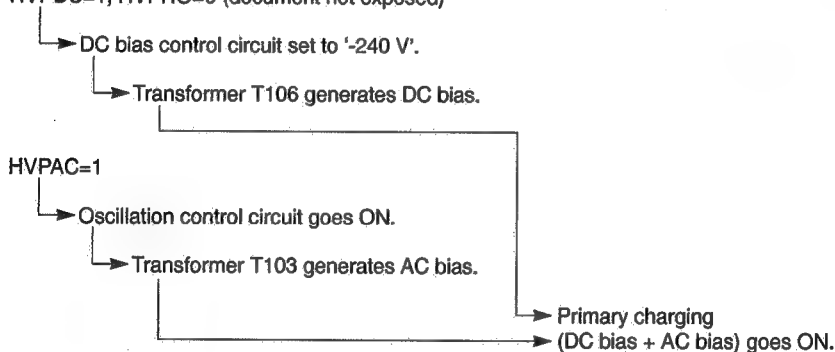 (document not exposed)
DC bias control circuit set to '-240 V'.
Transformer T106 generates DC bias.
HVPAC=1
Oscillation control circuit goes ON.
Transformer T103 generates AC bias.
Primary charging
(DC bias + AC bias) goes ON.